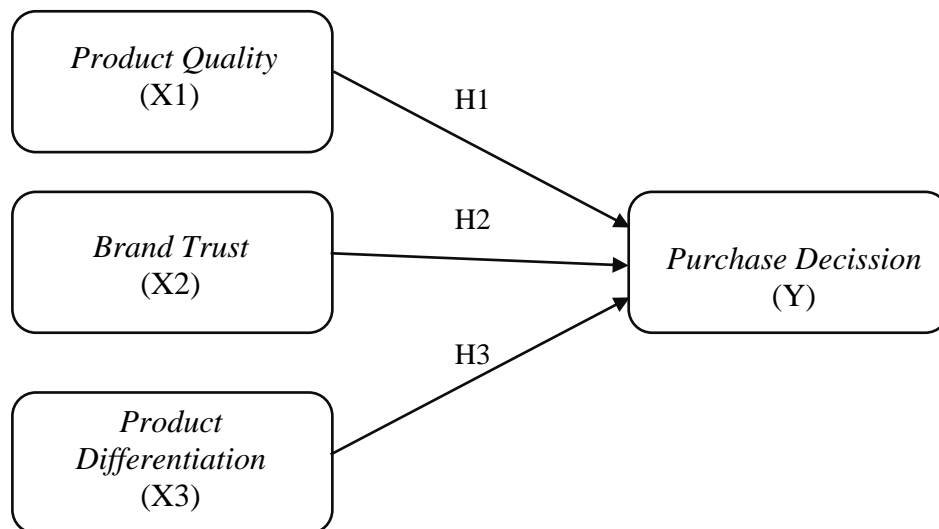 Product Quality
(X1)
H1
Brand Trust
(X2)
H2
Purchase Decission
(Y)
H3
Product
Differentiation
(X3)